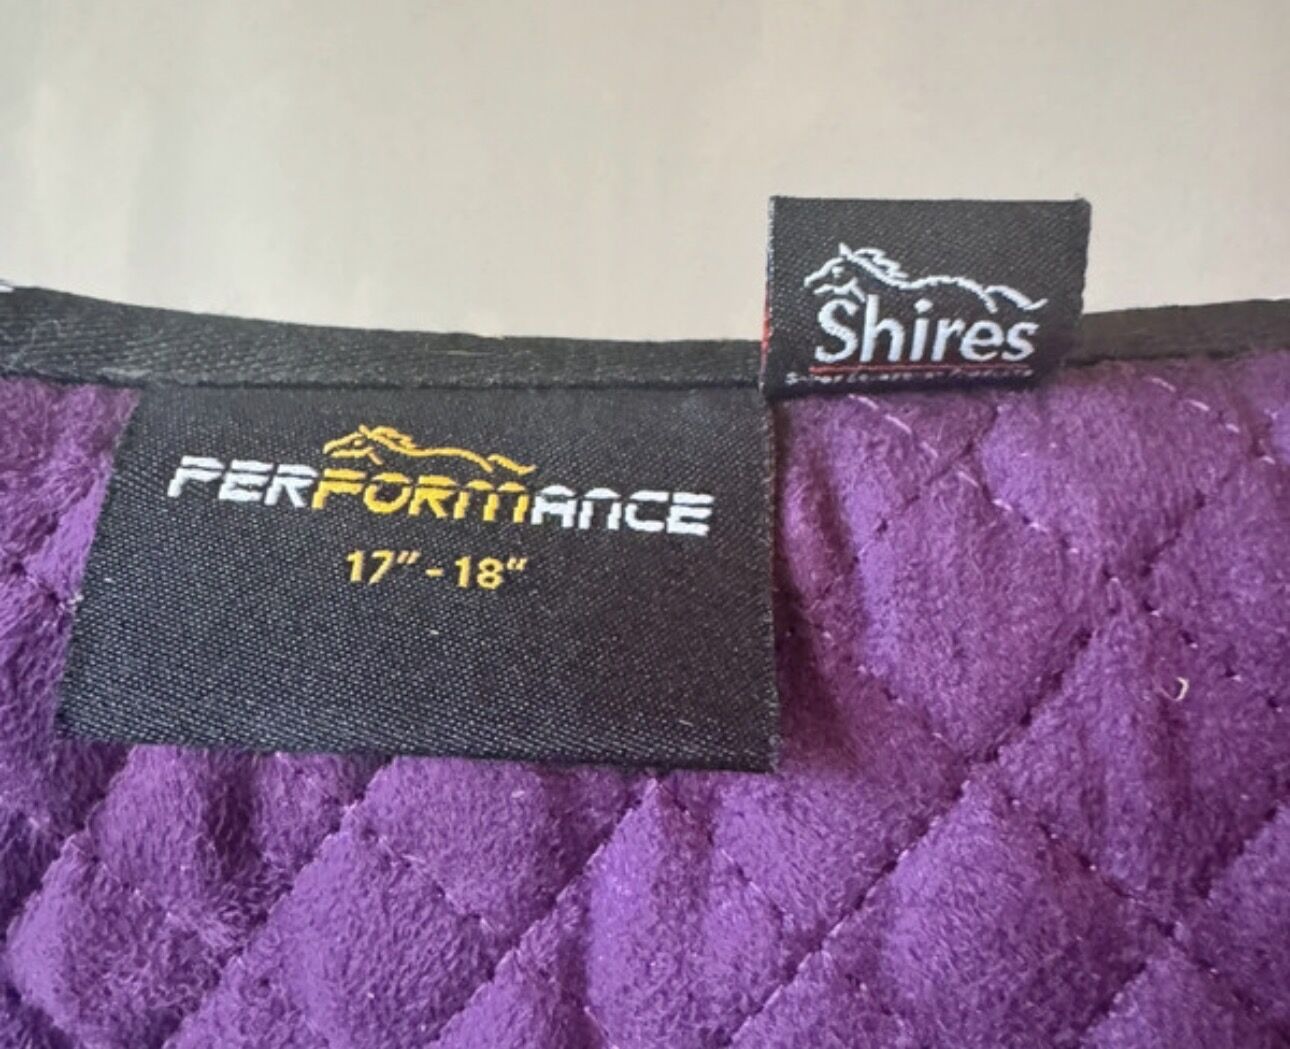 Shires
PERFORMANCE
17" - 18"